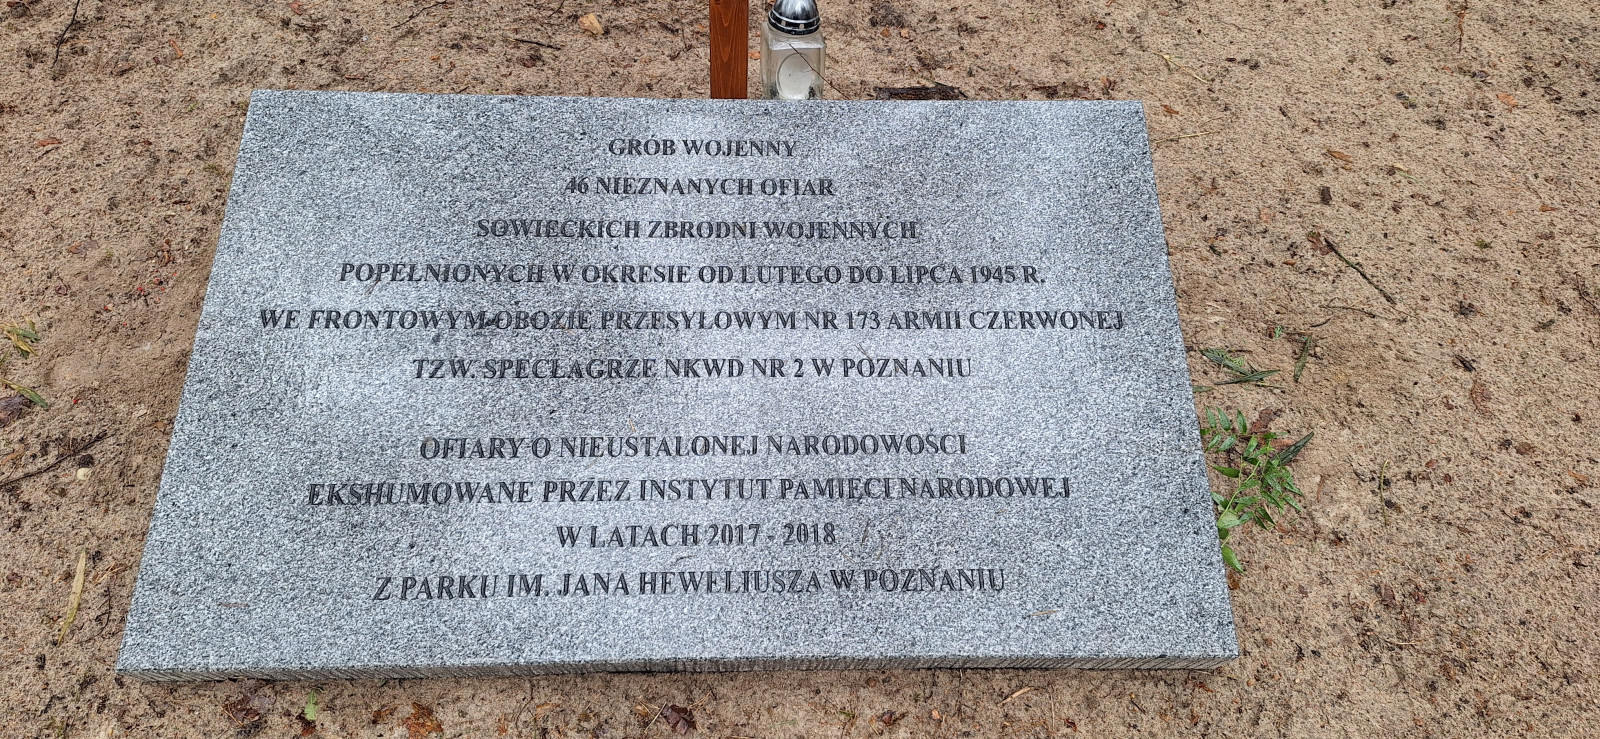 GRÓB WOJENNY
46 NIEZNANYCH OFIAR
SOWIECKICH ZBRODNI WOJENNYCH
POPEŁNIONYCH W OKRESIE OD LUTEGO DO LIPCA 1945 R.
WE FRONTOWYM OBOZIE PRZESYŁOWYM NR 173 ARMII CZERWONEJ
TZW. SPECŁAGRZE NKWD NR 2 W POZNANIU
OFIARY O NIEUSTALONEJ NARODOWOŚCI
EKSHUMOWANE PRZEZ INSTYTUT PAMIĘCI NARODOWEJ
W LATACH 2017 - 2018
Z PARKU IM. JANA HEWELIUSZA W POZNANIU